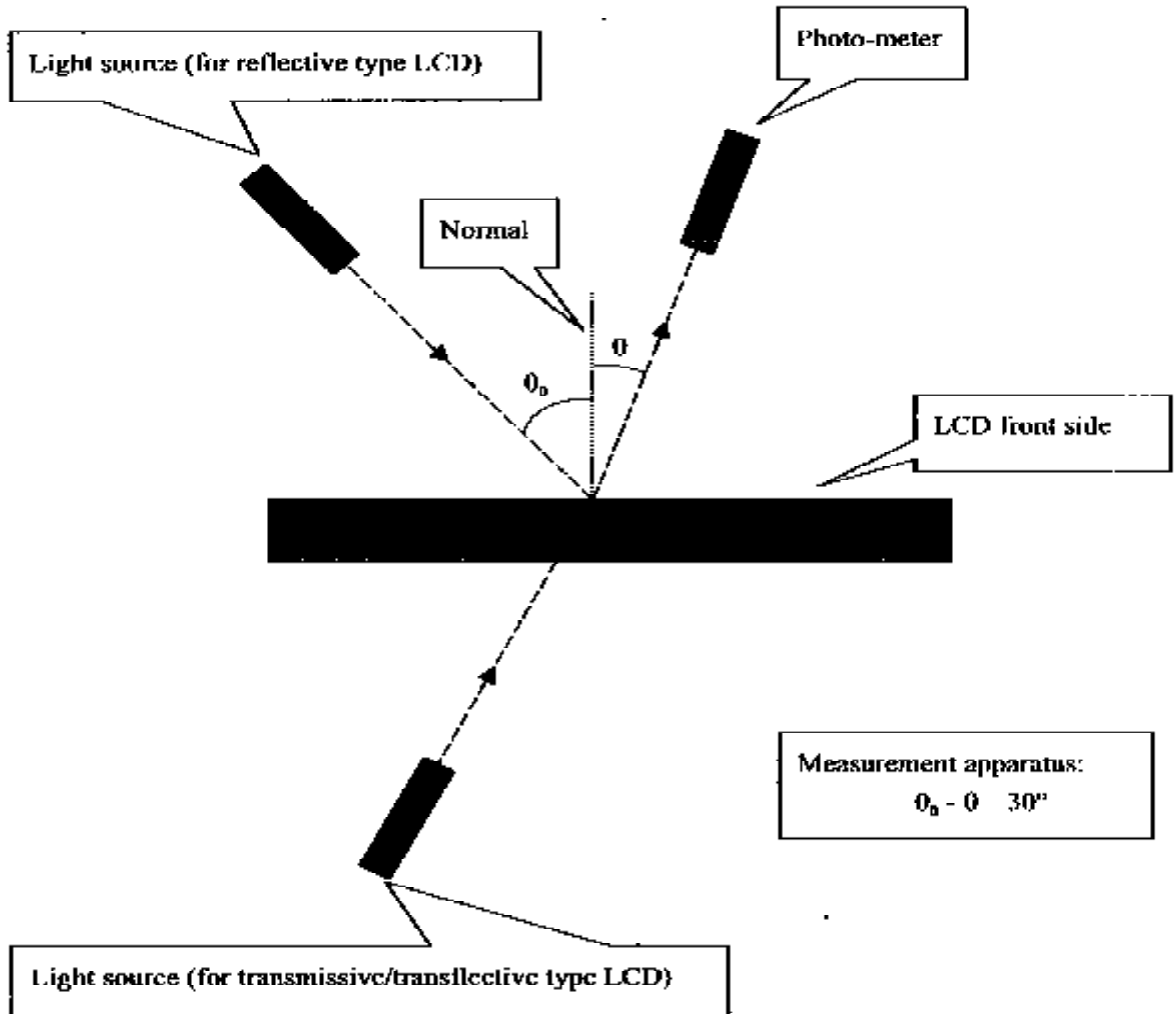 Light source (for reflective type LCD)
Photo-meter
Normal
θ
θ₀
LCD front side
Measurement apparatus:
θ₀ - θ 30°
Light source (for transmissive/transflective type LCD)